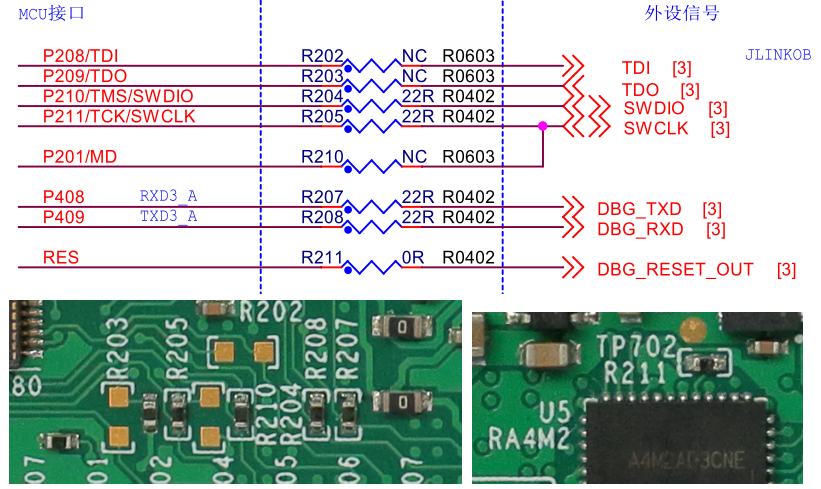 MCU接口 外设信号
P208/TDI R202 NC R0603 TDI [3] JLINKOB
P209/TDO R203 NC R0603 TDO [3]
P210/TMS/SWDIO R204 22R R0402 SWDIO [3]
P211/TCK/SWCLK R205 22R R0402 SWCLK [3]
P201/MD R210 NC R0603
P408 RXD3_A R207 22R R0402 DBG_TXD [3]
P409 TXD3_A R208 22R R0402 DBG_RXD [3]
RES R211 0R R0402 DBG_RESET_OUT [3]
R202
R203
R205
R208
R207
0
80
R210
R204
0
07
01
02
04
05
06
07
TP702
R211
U5
RA4M2